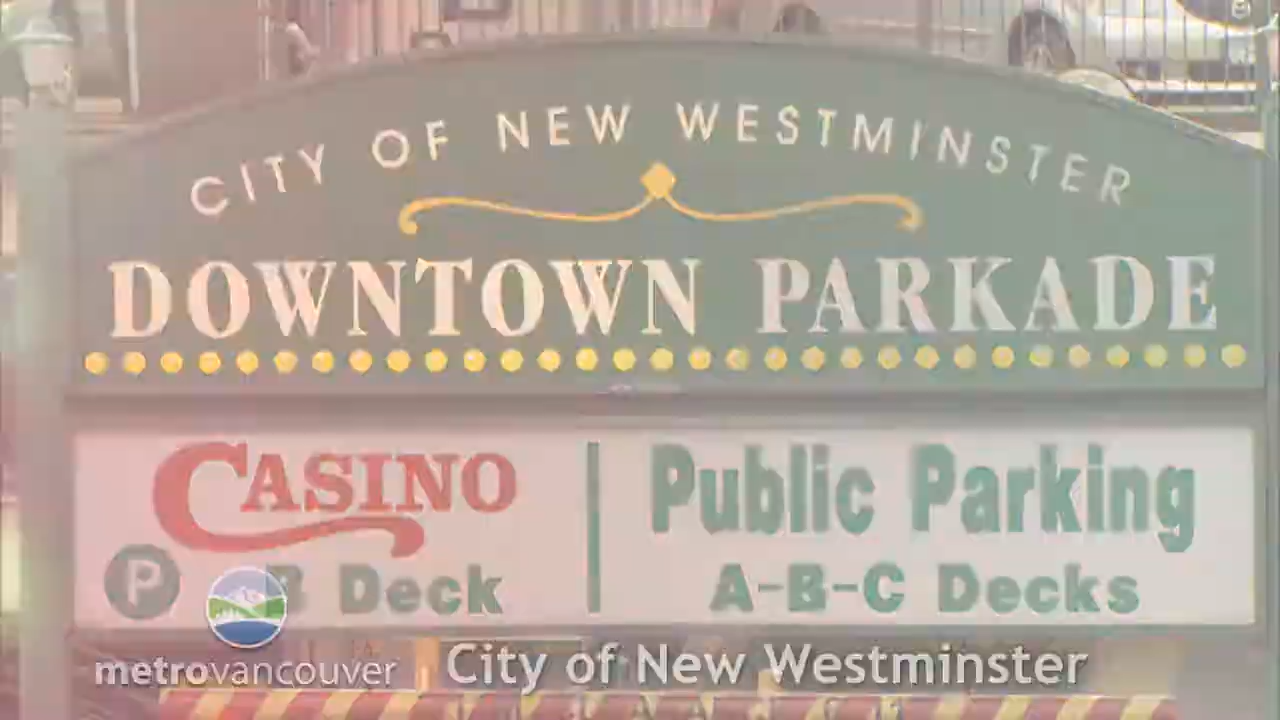 CITY OF NEW WESTMINSTER
DOWNTOWN PARKADE
CASINO
P B Deck
Public Parking
A-B-C Decks
metrovancouver
City of New Westminster